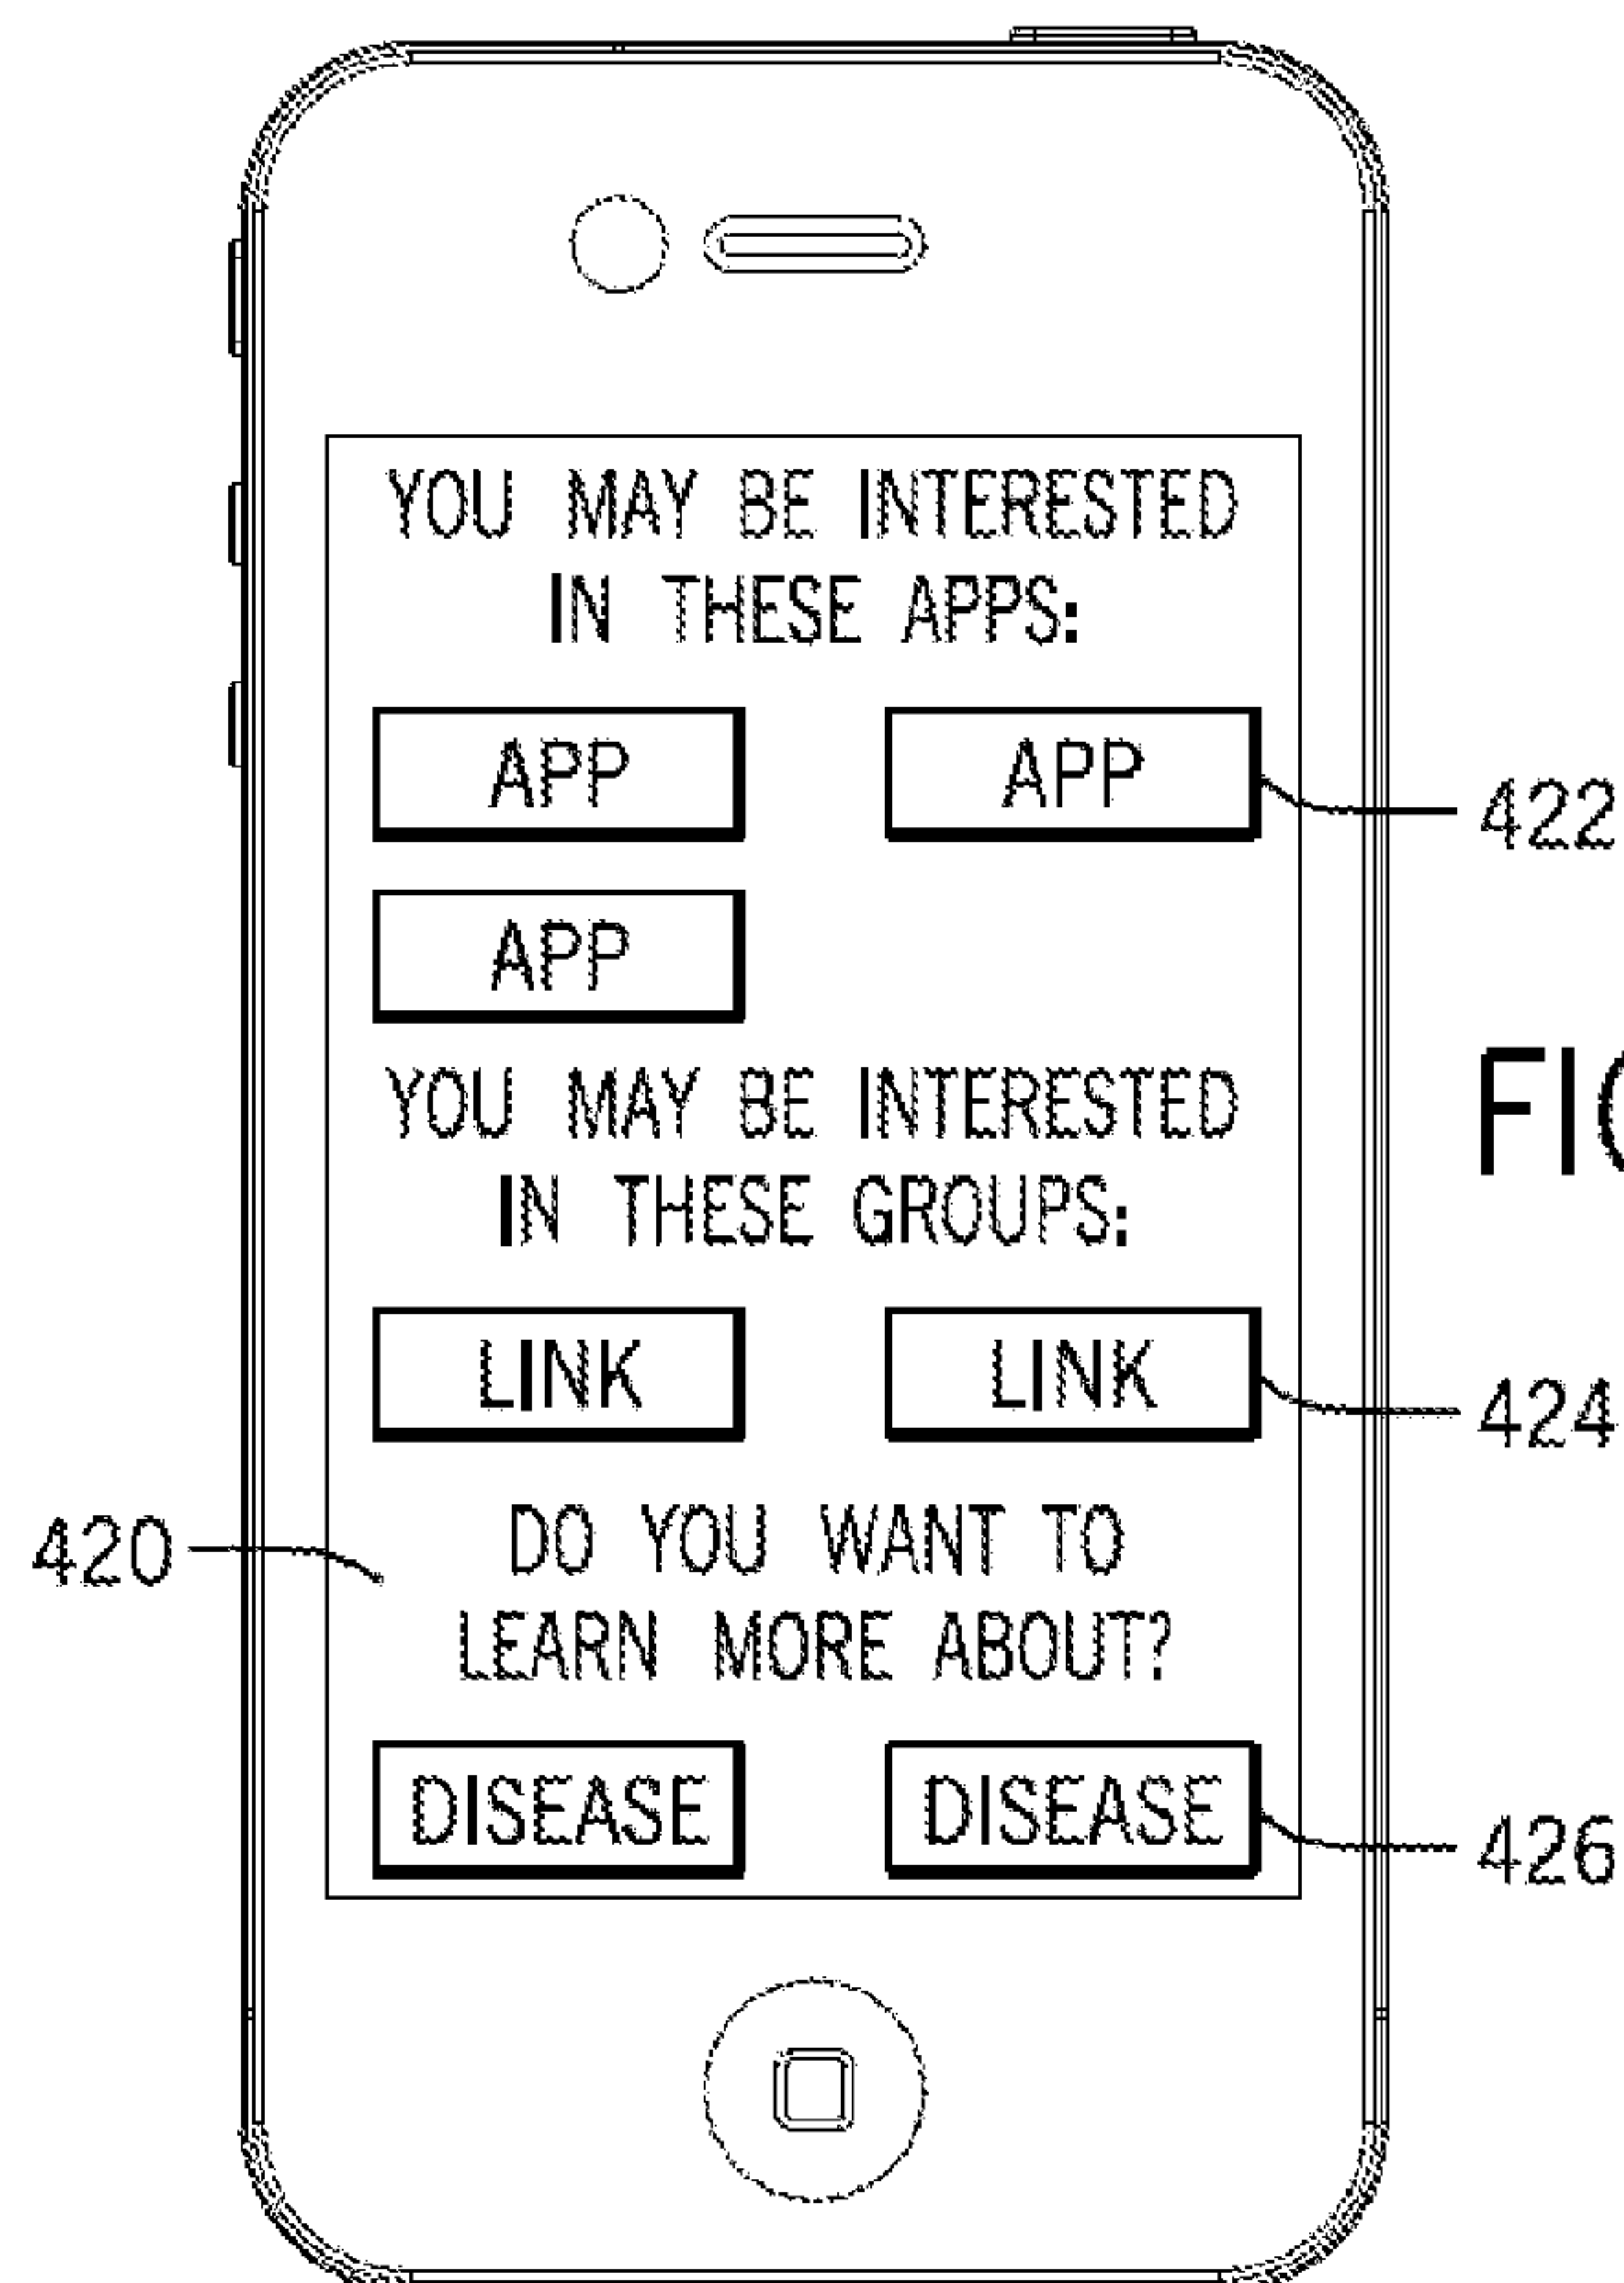 YOU MAY BE INTERESTED
IN THESE APPS:
APP APP
422
APP
FIG
YOU MAY BE INTERESTED
IN THESE GROUPS:
LINK LINK
424
420
DO YOU WANT TO
LEARN MORE ABOUT?
DISEASE DISEASE
426